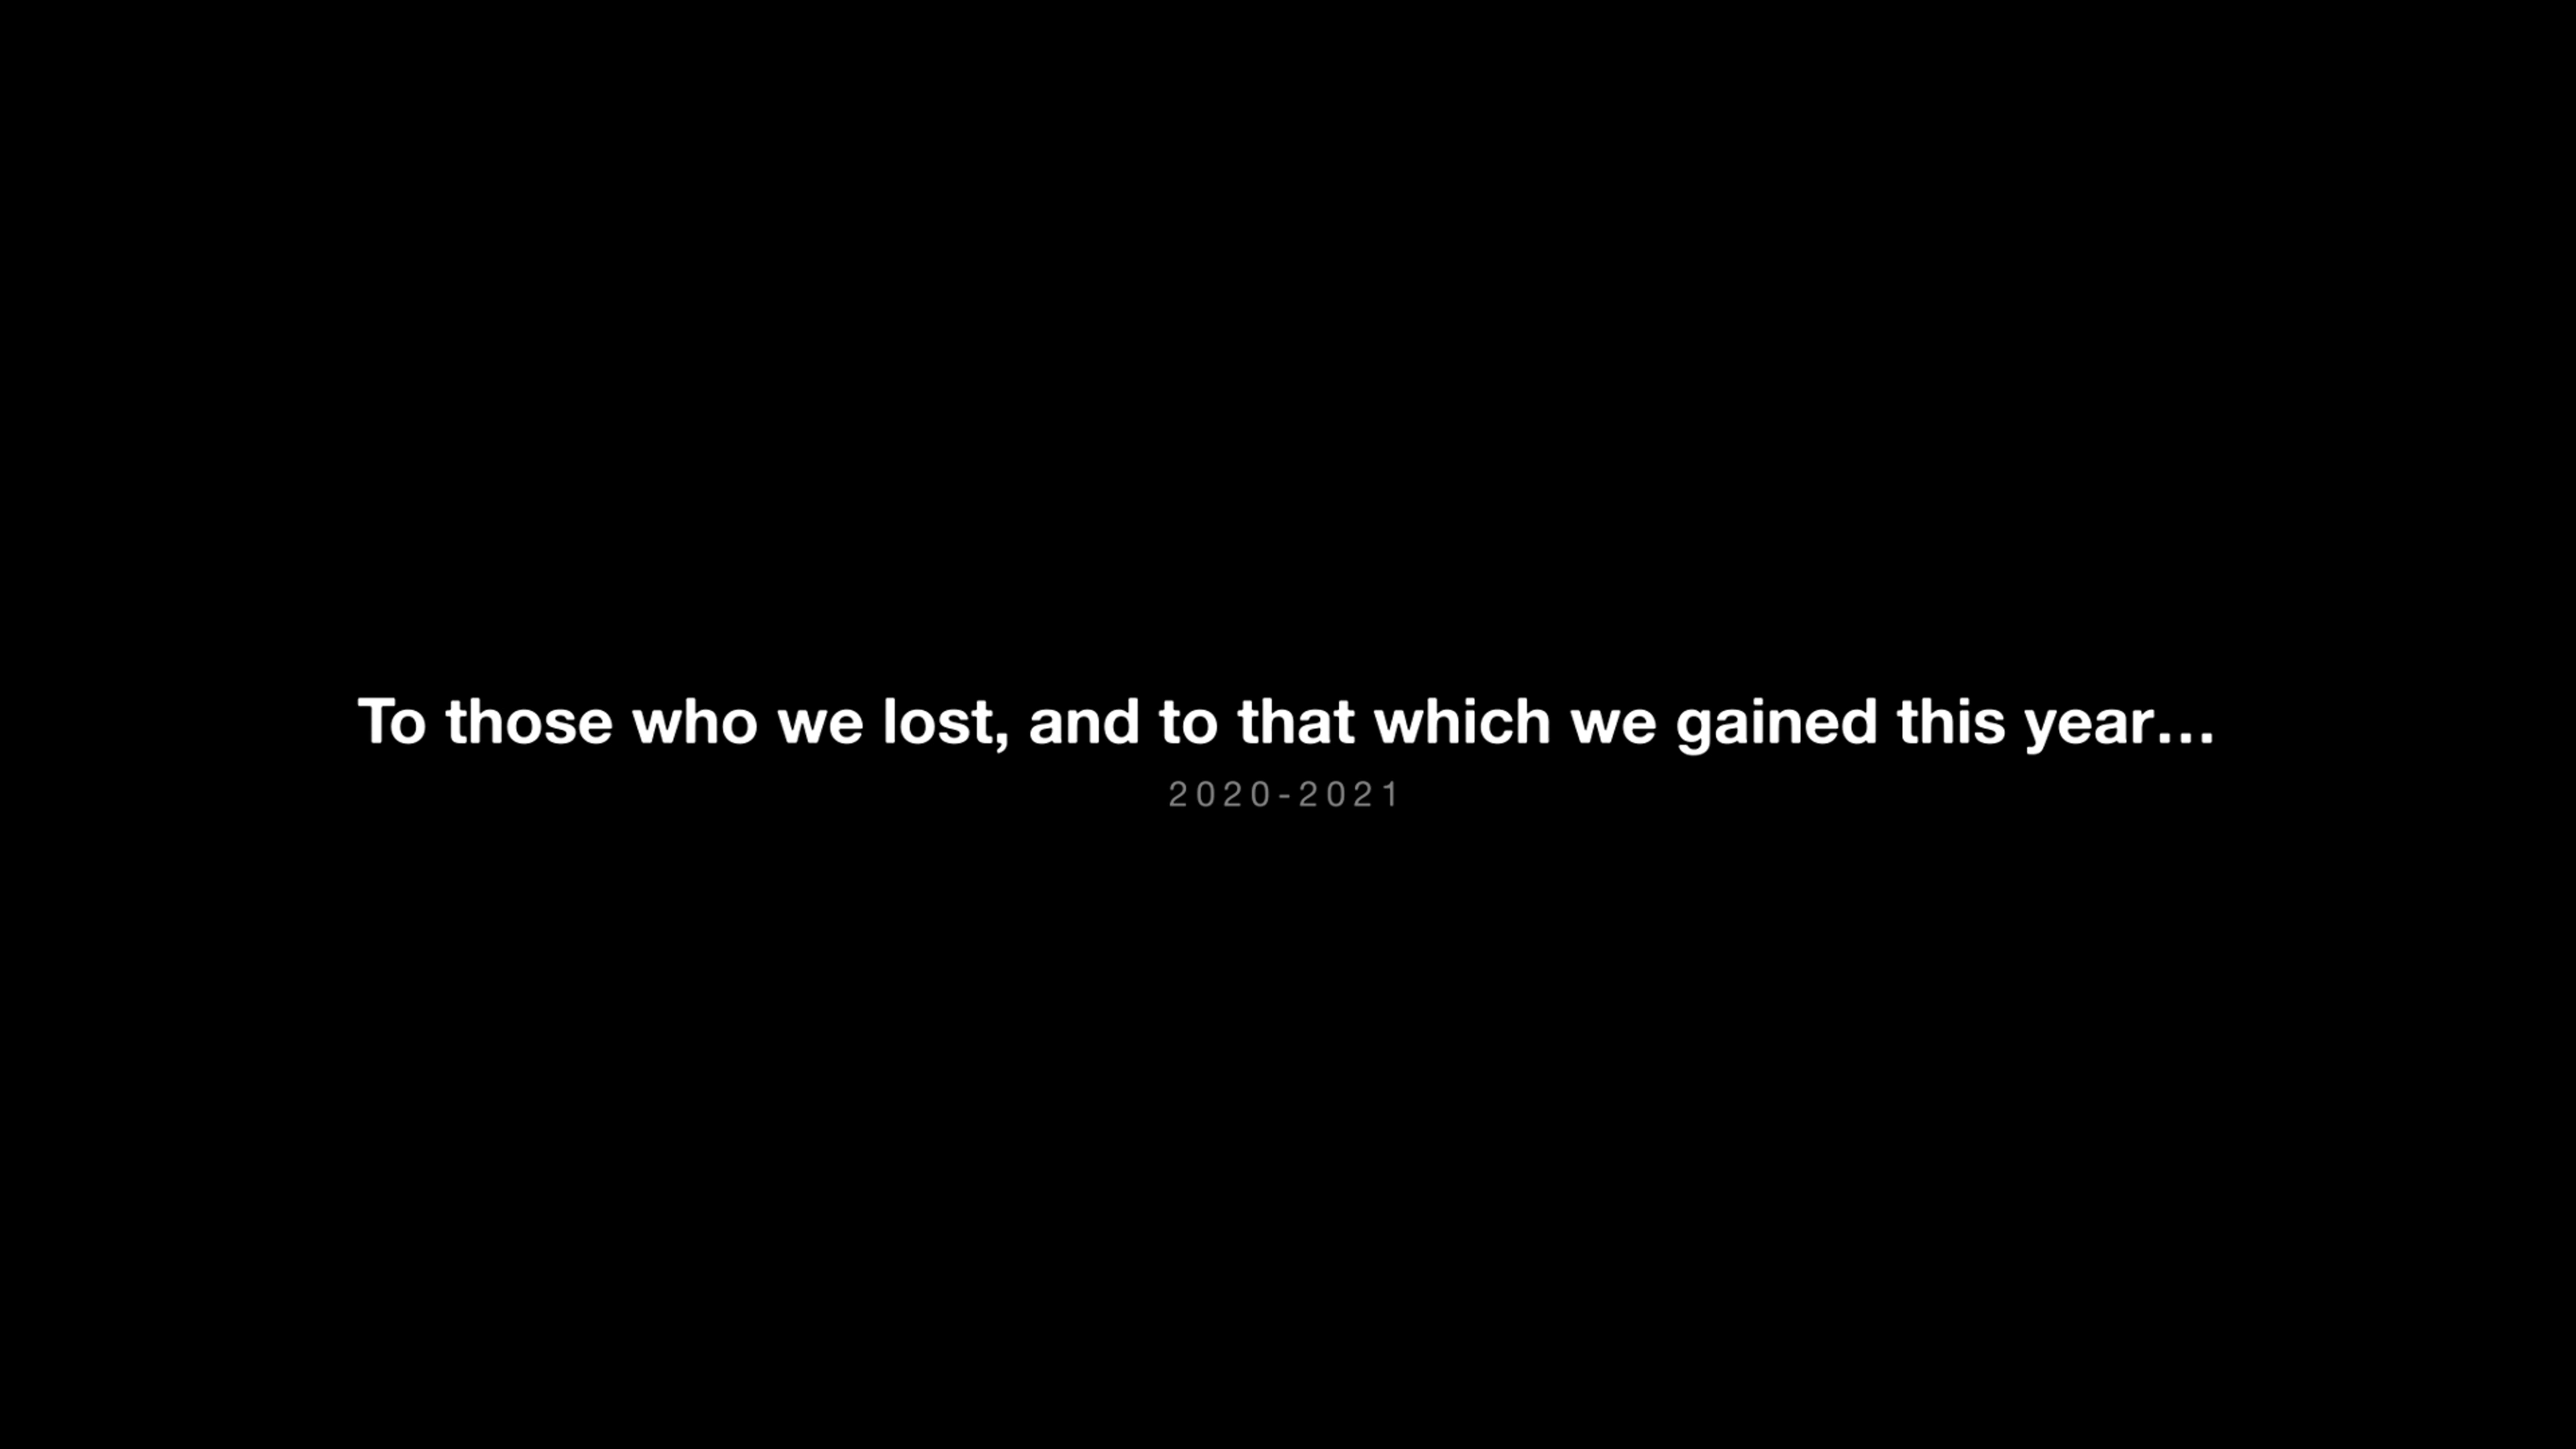 To those who we lost, and to that which we gained this year...
2020-2021